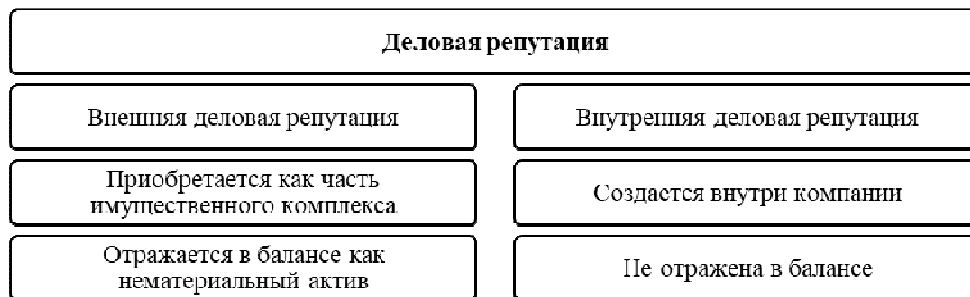 Деловая репутация
Внешняя деловая репутация
Внутренняя деловая репутация
Приобретается как часть
имущественного комплекса
Создается внутри компании
Отражается в балансе как
нематериальный актив
Не отражена в балансе